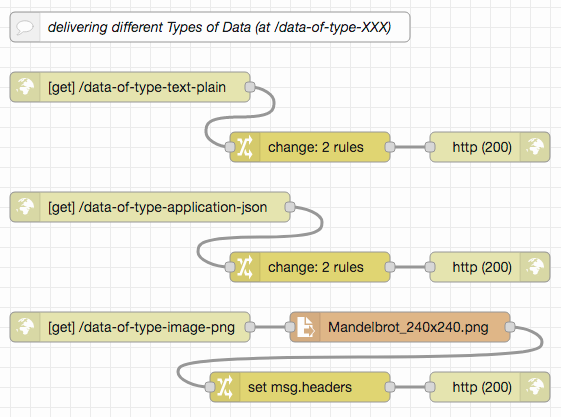 delivering different Types of Data (at /data-of-type-XXX)
[get] /data-of-type-text-plain
change: 2 rules
http (200)
[get] /data-of-type-application-json
change: 2 rules
http (200)
[get] /data-of-type-image-png
Mandelbrot_240x240.png
set msg.headers
http (200)